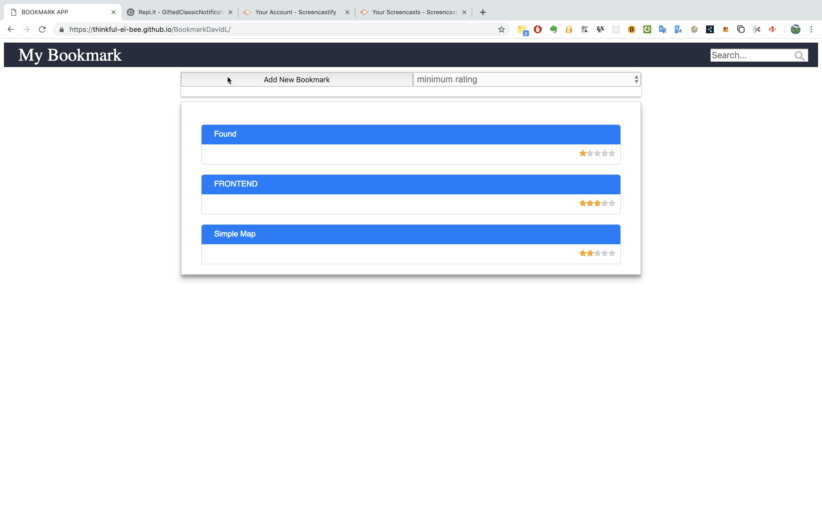 BOOKMARK APP
Repl.it - GiftedClassicNotificat
Your Account - Screencastify
Your Screencasts - Screencas
https://thinkful-ei-bee.github.io/BookmarkDavidL/
My Bookmark
Search...
Add New Bookmark
minimum rating
Found
FRONTEND
Simple Map